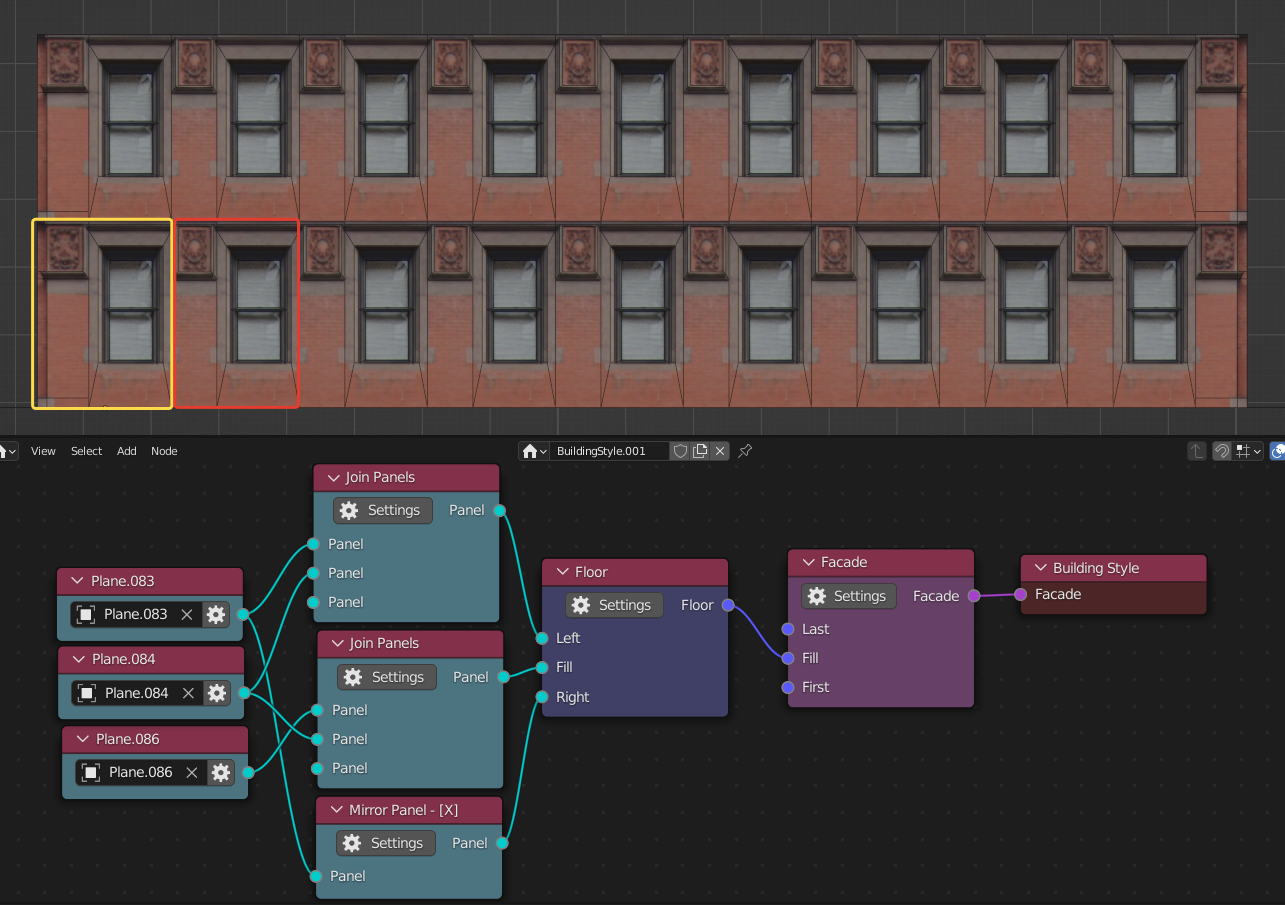 View Select Add Node
BuildingStyle.001
Join Panels
Settings Panel
Panel
Panel
Panel
Plane.083
Plane.083
Plane.084
Plane.084
Plane.086
Plane.086
Join Panels
Settings Panel
Panel
Panel
Panel
Mirror Panel - [X]
Settings Panel
Panel
Floor
Settings Floor
Left
Fill
Right
Facade
Settings Facade
Last
Fill
First
Building Style
Facade